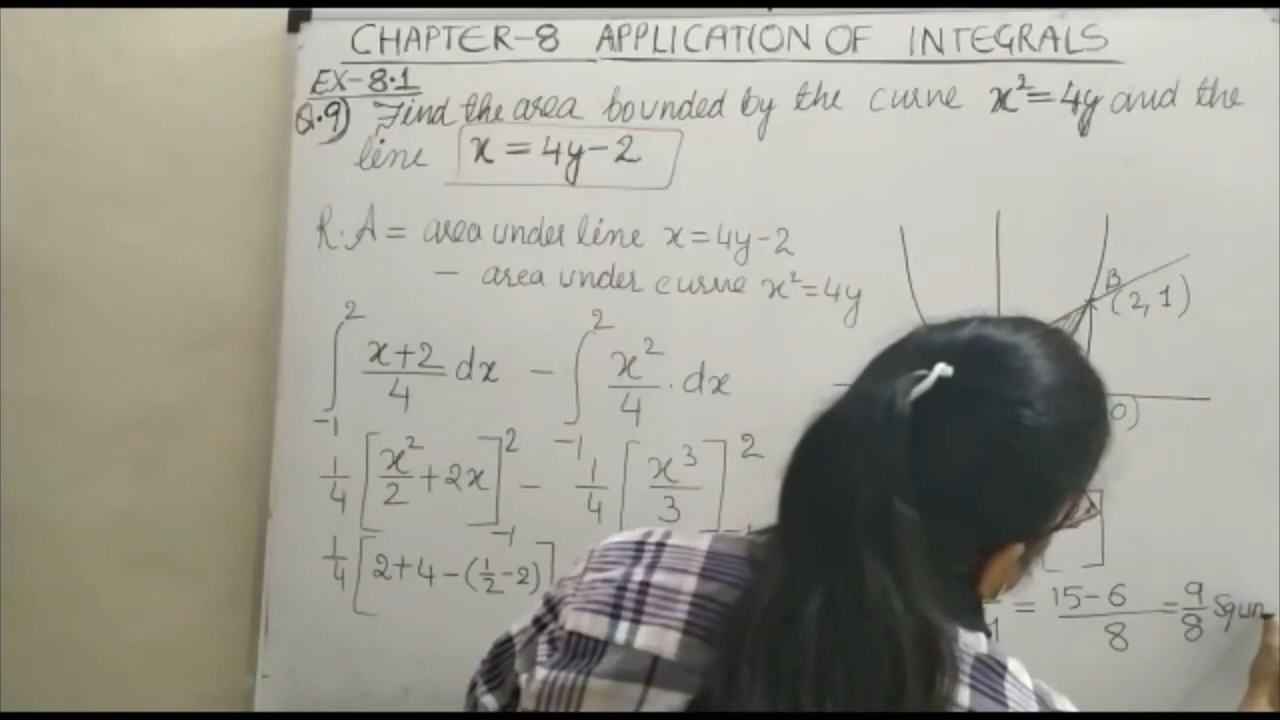 CHAPTER-8 APPLICATION OF INTEGRALS
EX-8.1
Q.9) Find the area bounded by the curve x²=4y and the
line x=4y-2
R.A = area under line x=4y-2
- area under curve x²=4y
B
(2,1)
0)
∫₋₁² (x+2)/4 dx - ∫₋₁² x²/4 . dx
1/4 [x²/2 + 2x]₋₁² - 1/4 [x³/3]₋₁²
1/4 [2+4-(1/2-2)]
= (15-6)/8 = 9/8 Squn